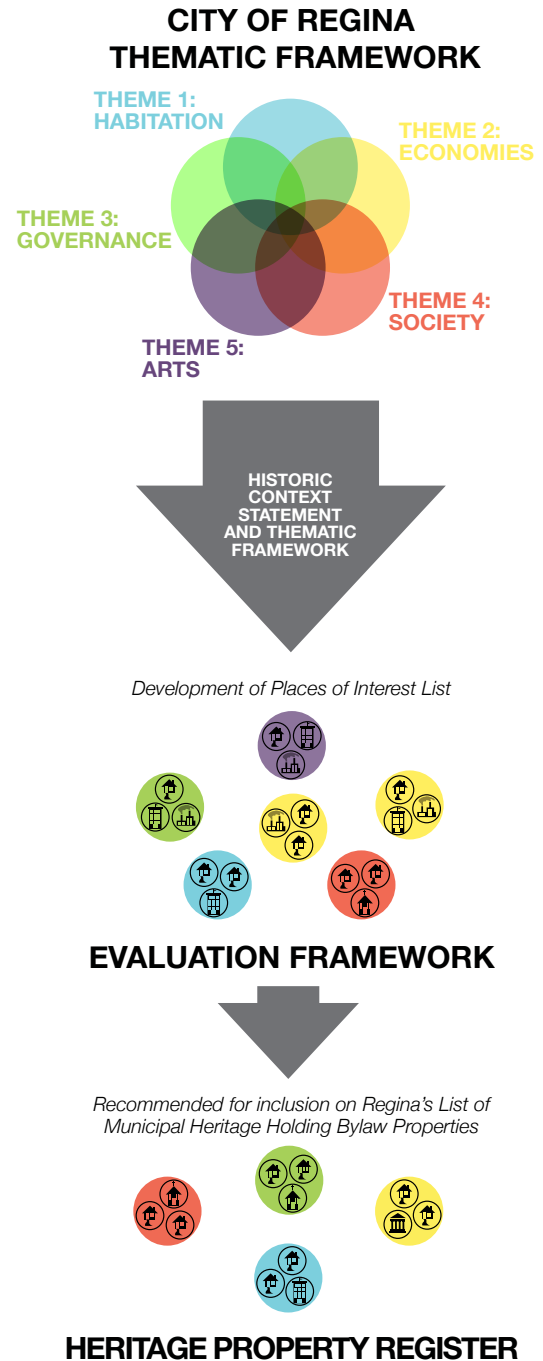 CITY OF REGINA
THEMATIC FRAMEWORK
THEME 1:
HABITATION
THEME 2:
ECONOMIES
THEME 3:
GOVERNANCE
THEME 4:
SOCIETY
THEME 5:
ARTS
HISTORIC
CONTEXT
STATEMENT
AND THEMATIC
FRAMEWORK
Development of Places of Interest List
EVALUATION FRAMEWORK
Recommended for inclusion on Regina's List of
Municipal Heritage Holding Bylaw Properties
HERITAGE PROPERTY REGISTER